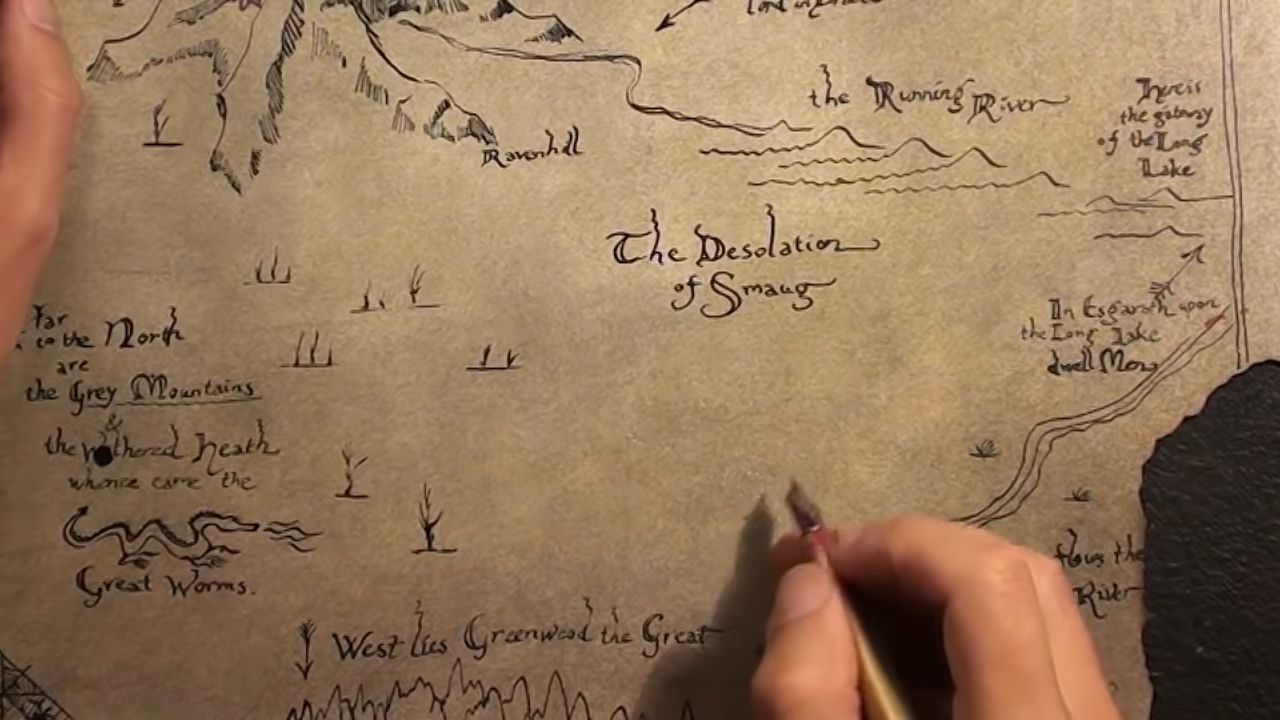 the Running River
There is
the gateway
of the Long
Lake
Ravenhill
The Desolation
of Smaug
In Esgaroth upon
the Long Lake
dwell Men
Far
to the North
are
the Grey Mountains
&
the Withered Heath
whence came the
Great Worms.
flows the
River
West lies Greenwood the Great